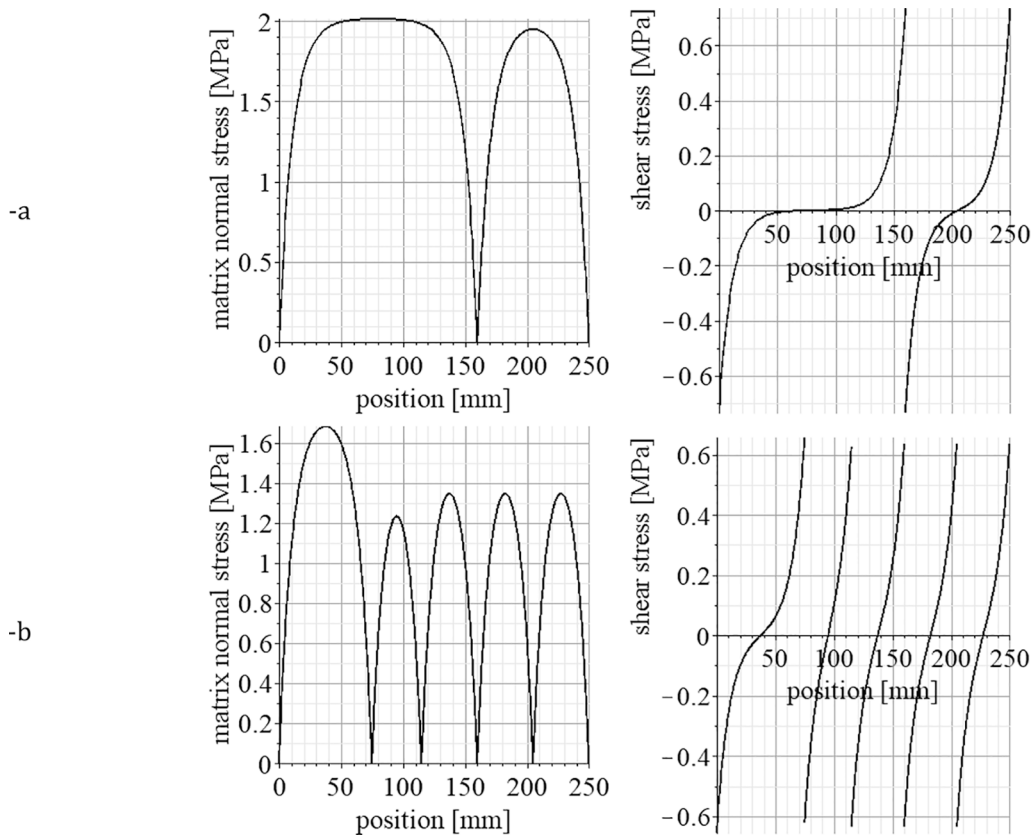 -a
matrix normal stress [MPa]
2
1.5
1
0.5
0
0 50 100 150 200 250
position [mm]
shear stress [MPa]
0.6
0.4
0.2
0
50 100 150 200 250
position [mm]
−0.2
−0.4
−0.6
-b
matrix normal stress [MPa]
1.6
1.4
1.2
1
0.8
0.6
0.4
0.2
0
0 50 100 150 200 250
position [mm]
shear stress [MPa]
0.6
0.4
0.2
0
50 100 150 200 250
position [mm]
−0.2
−0.4
−0.6